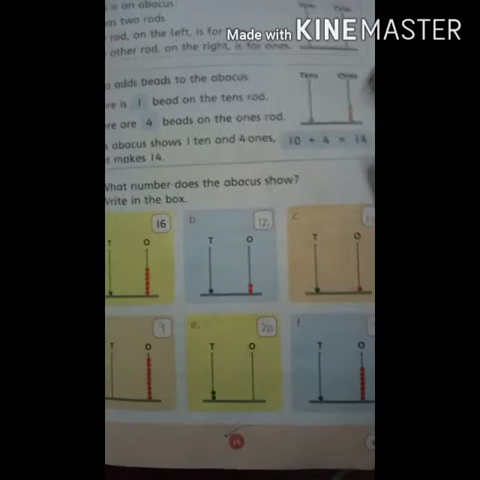 is an abacus
as two rods
rod, on the left, is for
other rod, on the right, is for ones.
Made with KINEMASTER
adds beads to the abacus.
re is 1 bead on the tens rod.
re are 4 beads on the ones rod.
abacus shows 1 ten and 4 ones, 10 + 4 = 14
t makes 14.
Tens Ones
What number does the abacus show?
Write in the box.
16 b. 12 c.
T O T O T O
9 e. 20 f.
T O T O T O
14